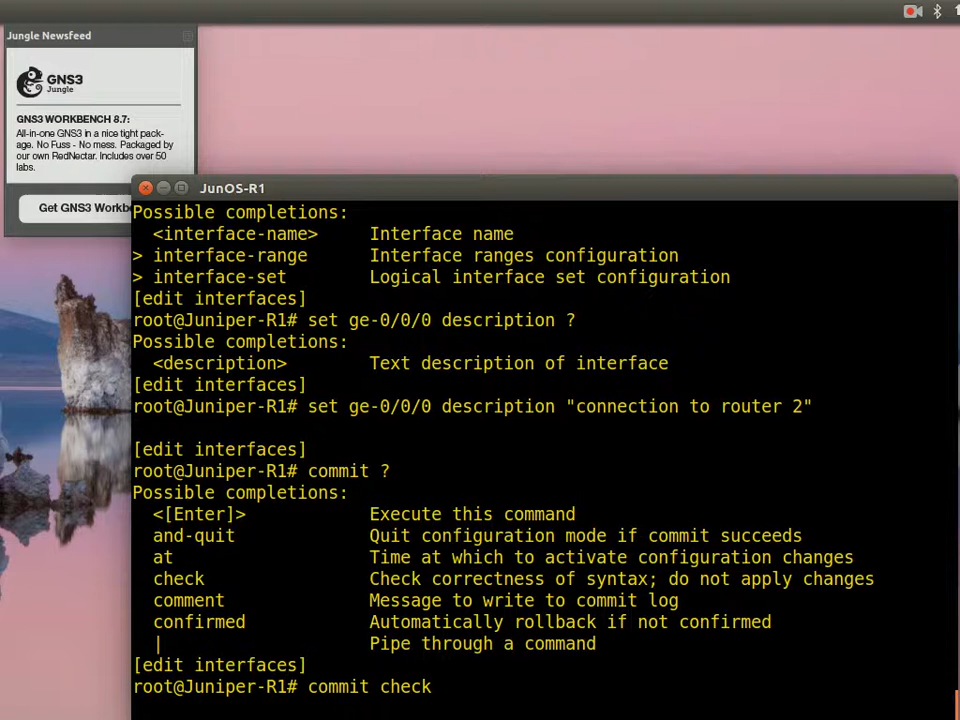 Jungle Newsfeed
GNS3
Jungle
GNS3 WORKBENCH 8.7:
All-in-one GNS3 in a nice tight pack-
age. No Fuss - No mess. Packaged by
our own RedNectar. Includes over 50
labs.
Get GNS3 Workb
JunOS-R1
Possible completions:
  <interface-name>     Interface name
> interface-range      Interface ranges configuration
> interface-set        Logical interface set configuration
[edit interfaces]
root@Juniper-R1# set ge-0/0/0 description ?
Possible completions:
  <description>        Text description of interface
[edit interfaces]
root@Juniper-R1# set ge-0/0/0 description "connection to router 2"
[edit interfaces]
root@Juniper-R1# commit ?
Possible completions:
  <[Enter]>            Execute this command
  and-quit             Quit configuration mode if commit succeeds
  at                   Time at which to activate configuration changes
  check                Check correctness of syntax; do not apply changes
  comment              Message to write to commit log
  confirmed            Automatically rollback if not confirmed
  |                    Pipe through a command
[edit interfaces]
root@Juniper-R1# commit check